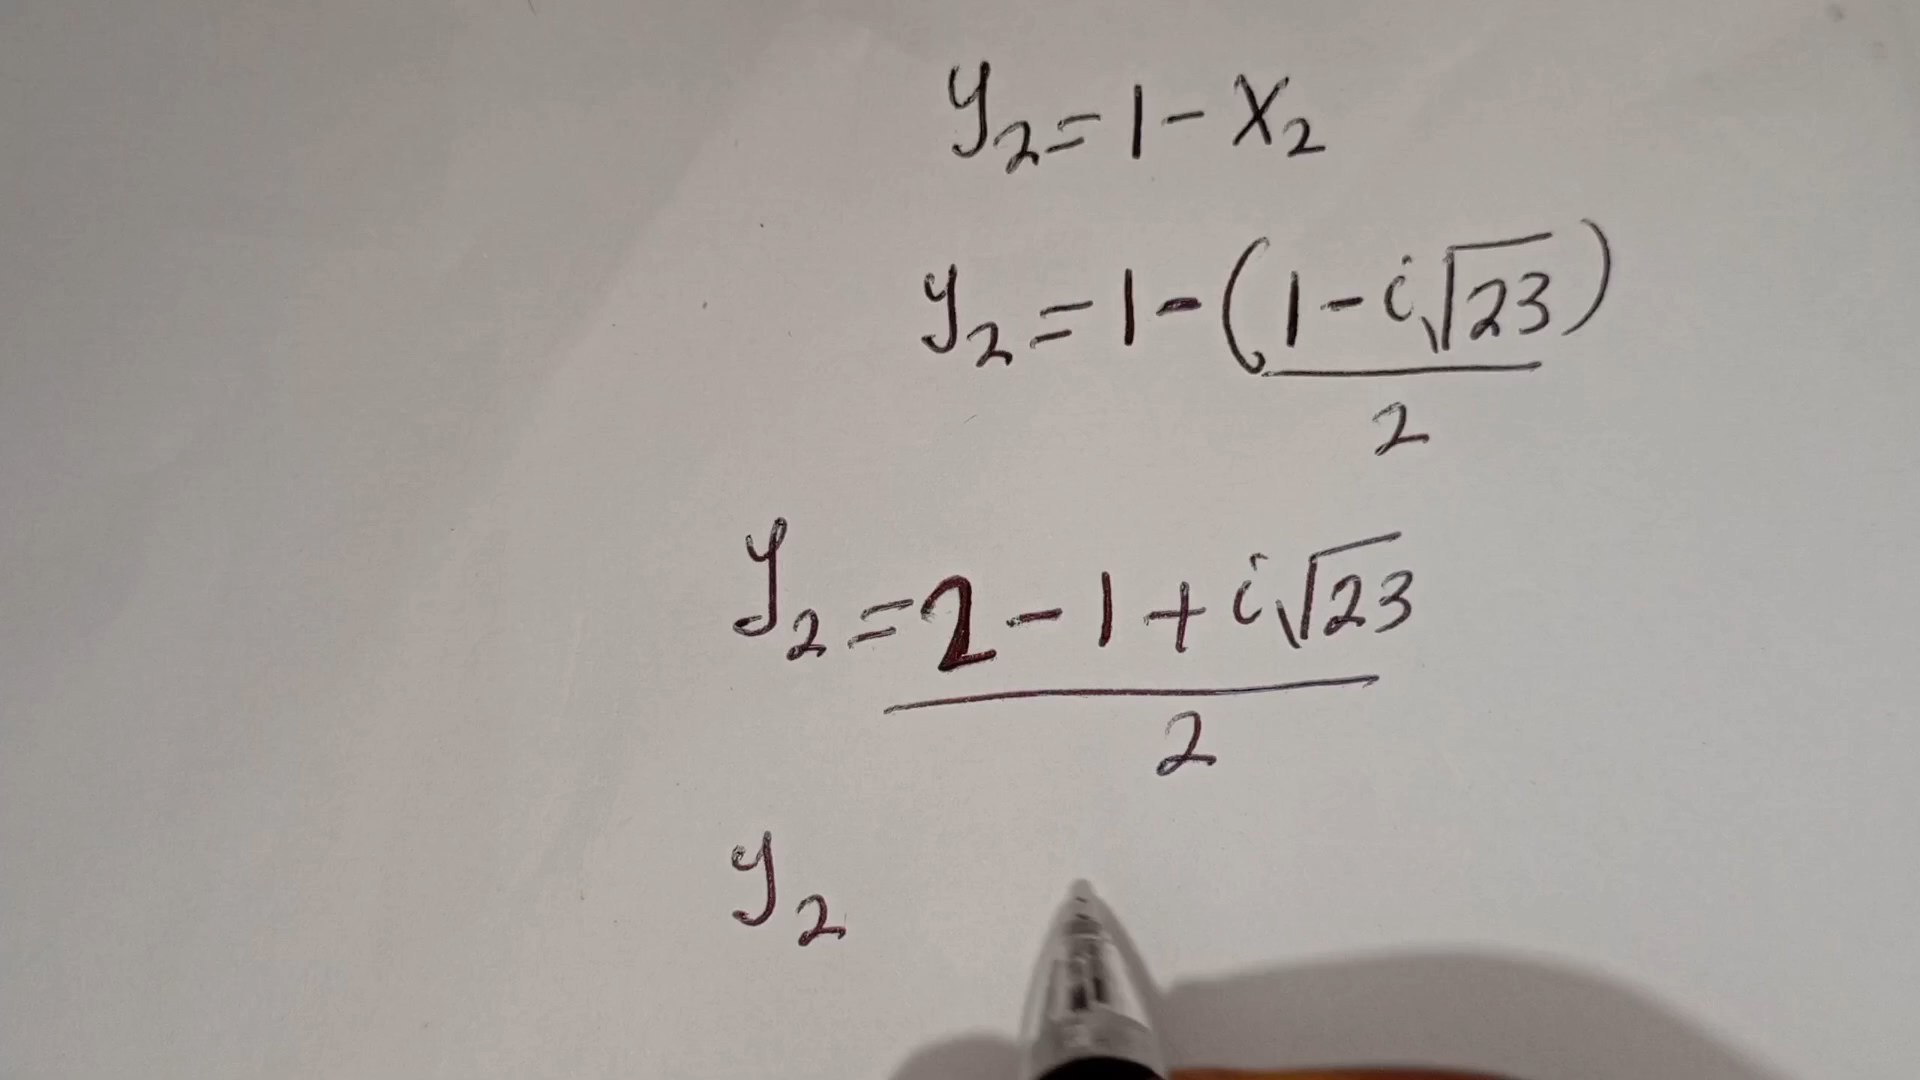 y₂ = 1 - x₂
y₂ = 1 - (1 - i√23)
2
y₂ = 2 - 1 + i√23
2
y₂